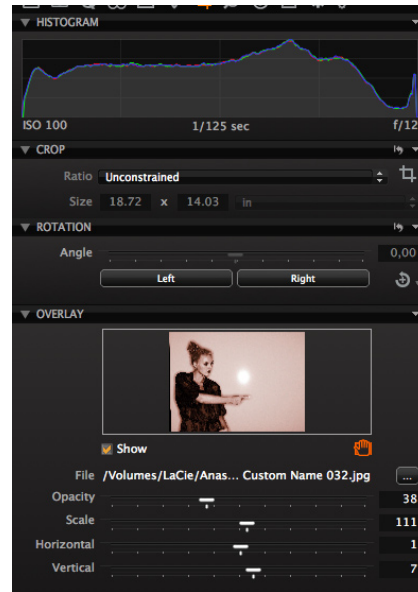 HISTOGRAM
ISO 100 1/125 sec f/12
CROP
Ratio Unconstrained
Size 18.72 x 14.03 in
ROTATION
Angle 0,00
Left Right
OVERLAY
Show
File /Volumes/LaCie/Anas... Custom Name 032.jpg ...
Opacity 38
Scale 111
Horizontal 1
Vertical 7